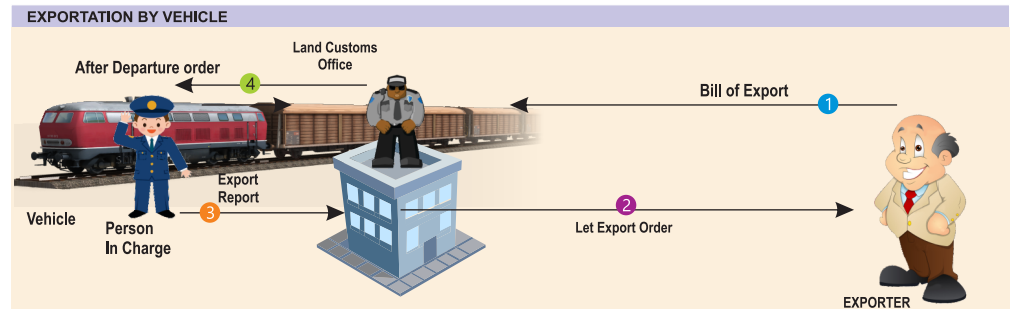 EXPORTATION BY VEHICLE
Land Customs
Office
After Departure order
4
Bill of Export
1
Export
Report
Vehicle
3
2
Person
In Charge
Let Export Order
EXPORTER